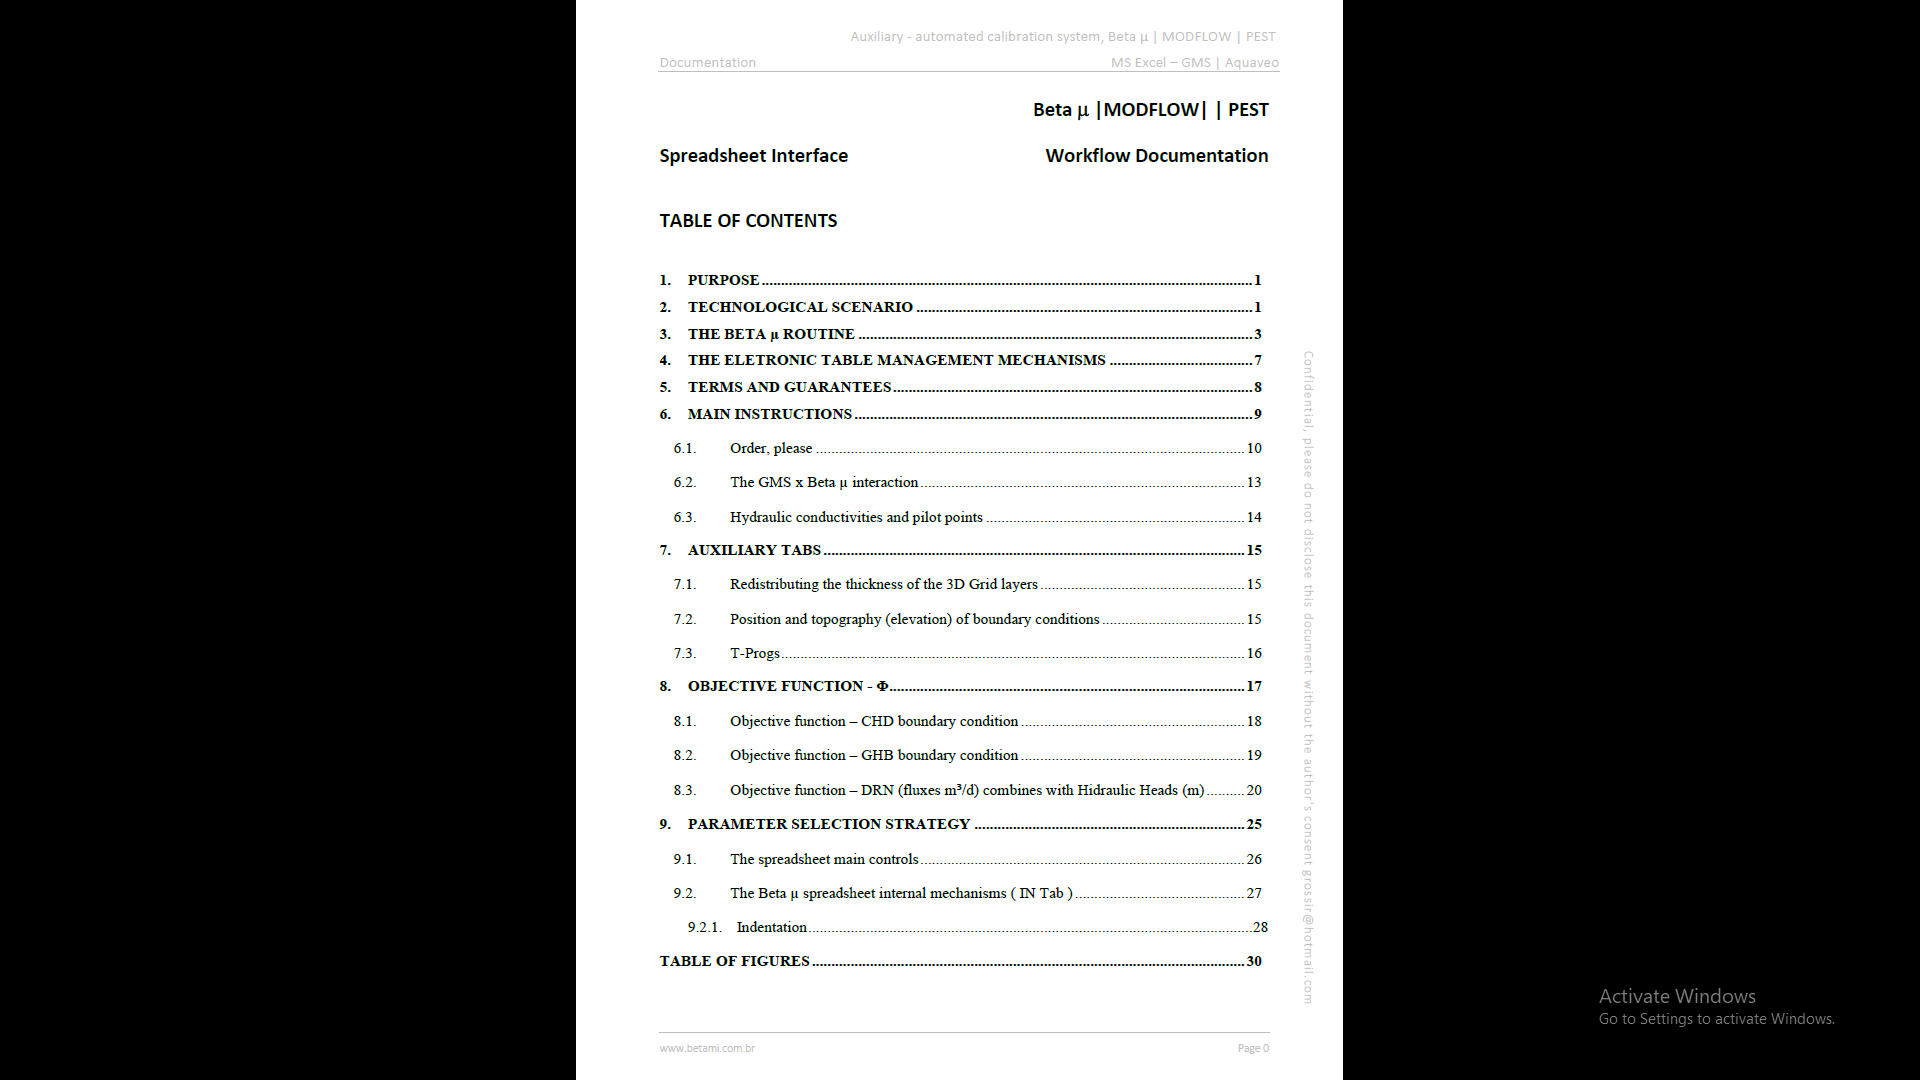 Auxiliary - automated calibration system, Beta µ | MODFLOW | PEST
Documentation MS Excel – GMS | Aquaveo
Beta µ |MODFLOW| | PEST
Spreadsheet Interface Workflow Documentation
TABLE OF CONTENTS
1. PURPOSE 1
2. TECHNOLOGICAL SCENARIO 1
3. THE BETA µ ROUTINE 3
4. THE ELETRONIC TABLE MANAGEMENT MECHANISMS 7
5. TERMS AND GUARANTEES 8
6. MAIN INSTRUCTIONS 9
6.1. Order, please 10
6.2. The GMS x Beta µ interaction 13
6.3. Hydraulic conductivities and pilot points 14
7. AUXILIARY TABS 15
7.1. Redistributing the thickness of the 3D Grid layers 15
7.2. Position and topography (elevation) of boundary conditions 15
7.3. T-Progs 16
8. OBJECTIVE FUNCTION - Φ 17
8.1. Objective function – CHD boundary condition 18
8.2. Objective function – GHB boundary condition 19
8.3. Objective function – DRN (fluxes m³/d) combines with Hidraulic Heads (m) 20
9. PARAMETER SELECTION STRATEGY 25
9.1. The spreadsheet main controls 26
9.2. The Beta µ spreadsheet internal mechanisms ( IN Tab ) 27
9.2.1. Indentation 28
TABLE OF FIGURES 30
Confidential, please do not disclose this document without the author's consent grossir@hotmail.com
www.betami.com.br Page 0
Activate Windows
Go to Settings to activate Windows.